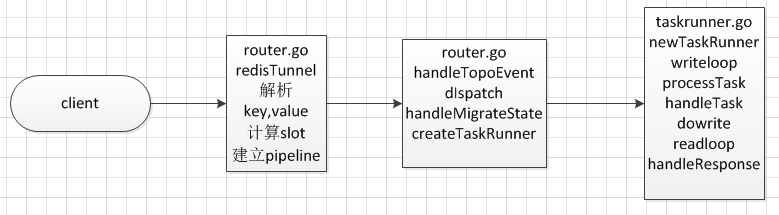 client
router.go
redisTunnel
解析
key,value
计算slot
建立pipeline
router.go
handleTopoEvent
dIspatch
handleMigrateState
createTaskRunner
taskrunner.go
newTaskRunner
writeloop
processTask
handleTask
dowrite
readloop
handleResponse